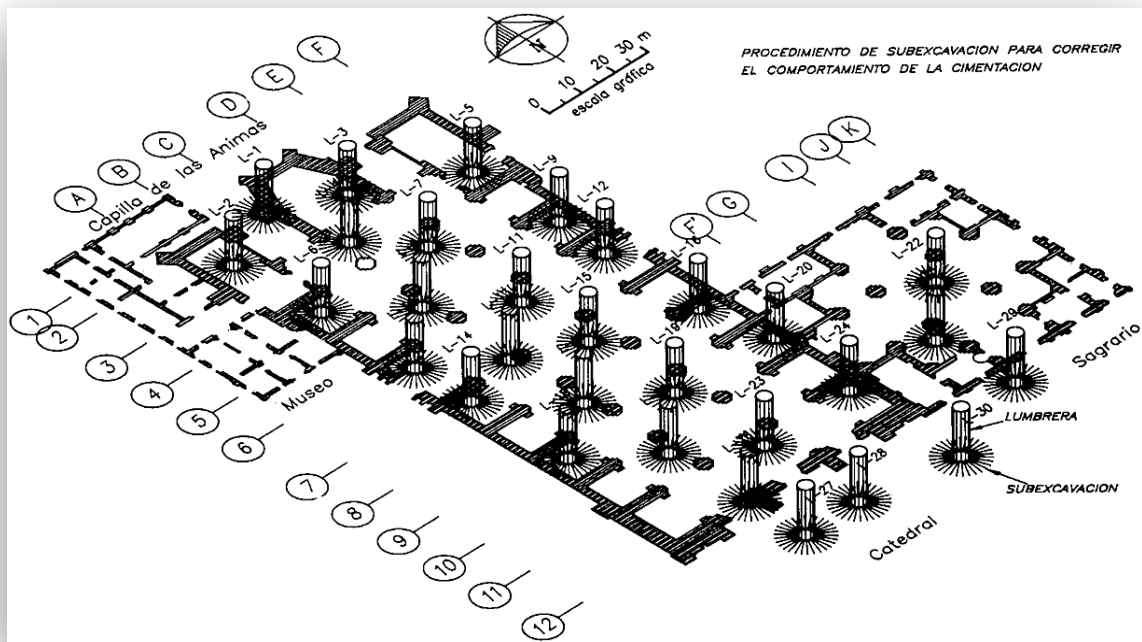 PROCEDIMIENTO DE SUBEXCAVACION PARA CORREGIR
EL COMPORTAMIENTO DE LA CIMENTACION
N
0 10 20 30 m
escala gráfica
A
B
C
D
E
F
F'
G
I
J
K
Capilla de las Animas
L-1
L-2
L-3
L-5
L-6
L-7
L-9
L-11
L-12
L-14
L-15
L-16
L-20
L-22
L-23
L-24
L-27
L-28
L-29
L-30
1
2
3
4
5
6
7
8
9
10
11
12
Museo
Sagrario
LUMBRERA
SUBEXCAVACION
Catedral